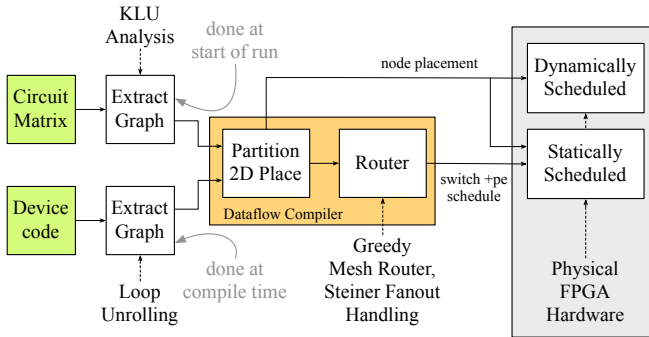 KLU
Analysis
done at
start of run
Circuit
Matrix
Extract
Graph
node placement
Dynamically
Scheduled
Partition
2D Place
Router
Dataflow Compiler
switch +pe
schedule
Statically
Scheduled
Device
code
Extract
Graph
done at
compile time
Loop
Unrolling
Greedy
Mesh Router,
Steiner Fanout
Handling
Physical
FPGA
Hardware